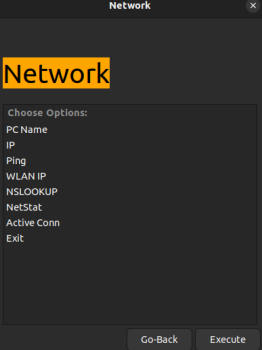 Network
Network
Choose Options:
PC Name
IP
Ping
WLAN IP
NSLOOKUP
NetStat
Active Conn
Exit
Go-Back
Execute